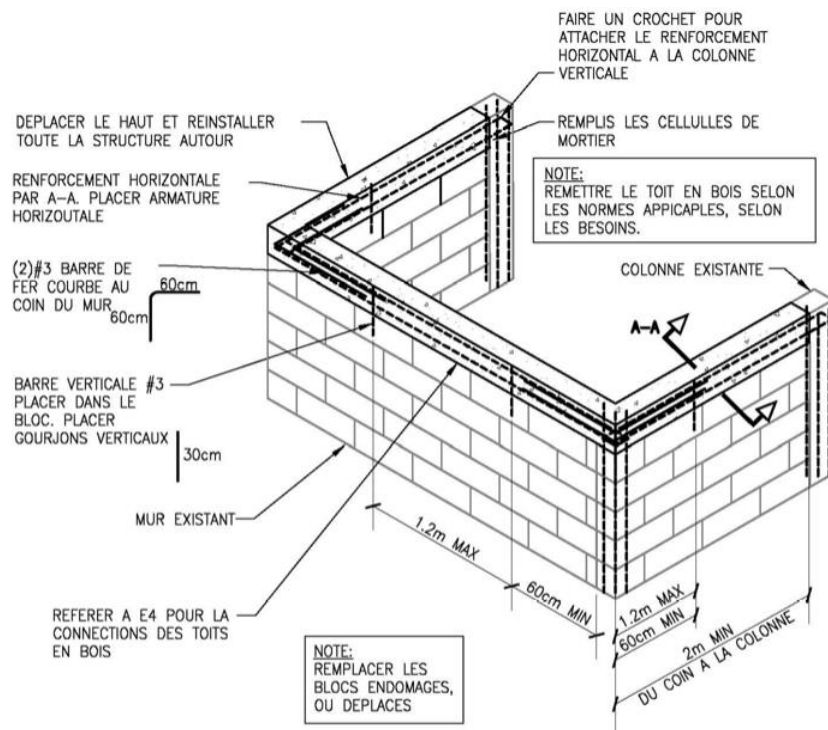 FAIRE UN CROCHET POUR
ATTACHER LE RENFORCEMENT
HORIZONTAL A LA COLONNE
VERTICALE
DEPLACER LE HAUT ET REINSTALLER
TOUTE LA STRUCTURE AUTOUR
REMPLIS LES CELLULLES DE
MORTIER
RENFORCEMENT HORIZONTALE
PAR A-A. PLACER ARMATURE
HORIZOUTALE
NOTE:
REMETTRE LE TOIT EN BOIS SELON
LES NORMES APPICAPLES, SELON
LES BESOINS.
(2)#3 BARRE DE
FER COURBE AU
COIN DU MUR
60cm
60cm
COLONNE EXISTANTE
A-A
BARRE VERTICALE #3
PLACER DANS LE
BLOC. PLACER
GOURJONS VERTICAUX
30cm
MUR EXISTANT
1.2m MAX
60cm MIN
1.2m MAX
60cm MIN
2m MIN
DU COIN A LA COLONNE
REFERER A E4 POUR LA
CONNECTIONS DES TOITS
EN BOIS
NOTE:
REMPLACER LES
BLOCS ENDOMAGES,
OU DEPLACES